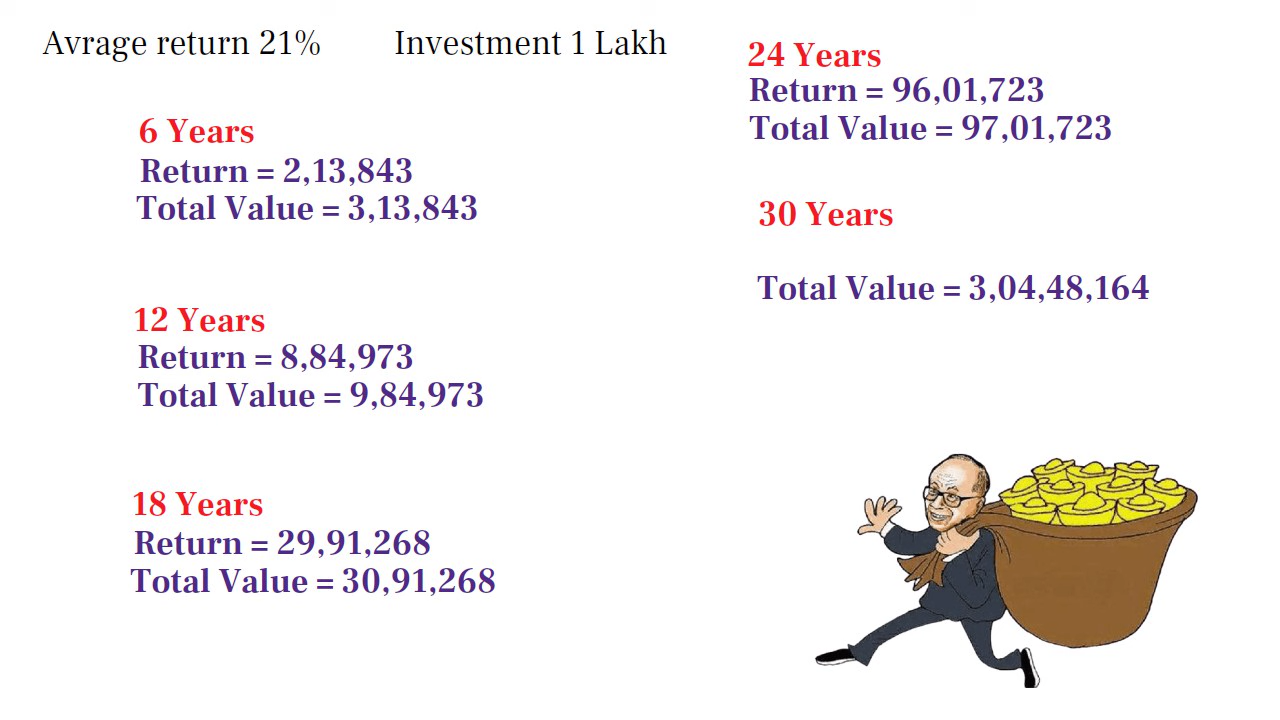 Avrage return 21%
Investment 1 Lakh
6 Years
Return = 2,13,843
Total Value = 3,13,843
12 Years
Return = 8,84,973
Total Value = 9,84,973
18 Years
Return = 29,91,268
Total Value = 30,91,268
24 Years
Return = 96,01,723
Total Value = 97,01,723
30 Years
Total Value = 3,04,48,164